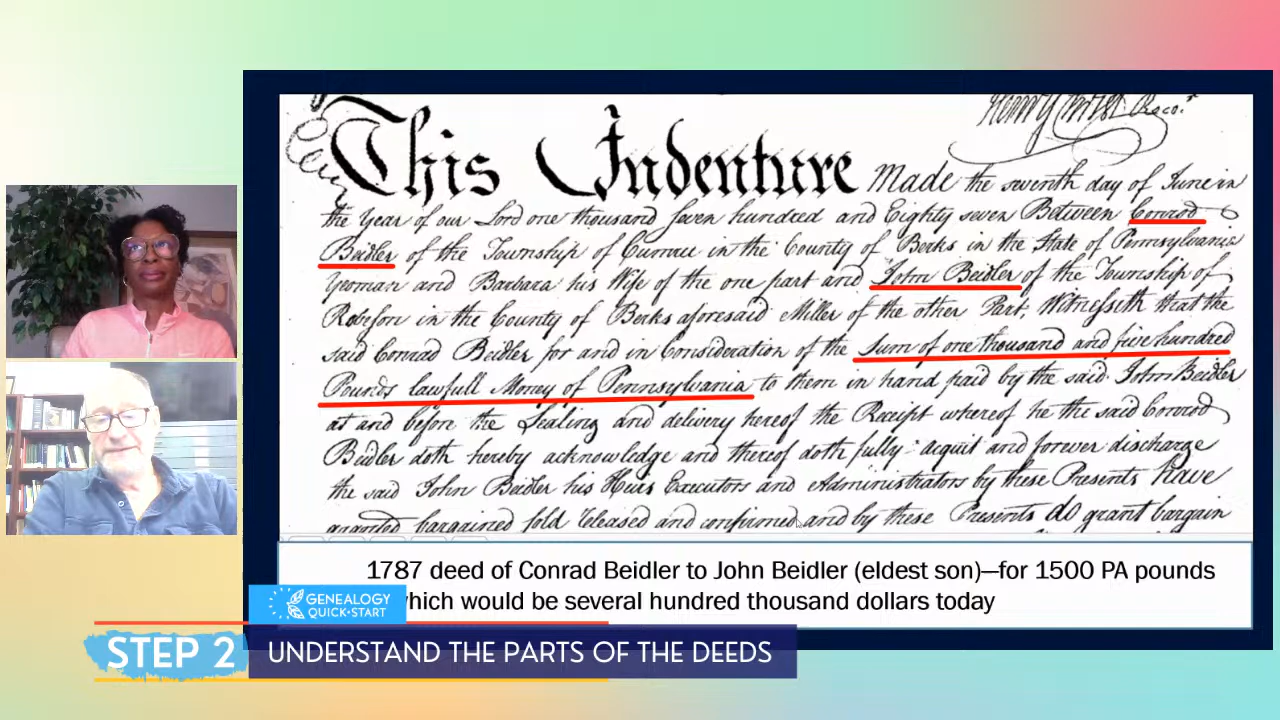 Henry Reco.r
This Indenture Made the seventh day of June in
the Year of our Lord one thousand seven hundred and Eighty seven Between Conrod
Beidler of the Township of Cumru in the County of Berks in the State of Pennsylvania
Yeoman and Barbara his Wife of the one part and John Beidler of the Township of
Robeson in the County of Berks aforesaid Miller of the other Part, Witnesseth that the
said Conrod Beidler for and in Consideration of the Sum of one thousand and five hundred
Pounds lawfull Money of Pennsylvania to them in hand paid by the said John Beidler
at and before the Sealing and delivery hereof the Receipt whereof he the said Conrod
Beidler doth hereby acknowledge and thereof doth fully acquit and forever discharge
the said John Beidler his Heirs Executors and Administrators by these Presents have
granted bargained sold released and confirmed and by these Presents do grant bargain
1787 deed of Conrad Beidler to John Beidler (eldest son)—for 1500 PA pounds
which would be several hundred thousand dollars today
GENEALOGY
QUICK START
STEP 2 UNDERSTAND THE PARTS OF THE DEEDS